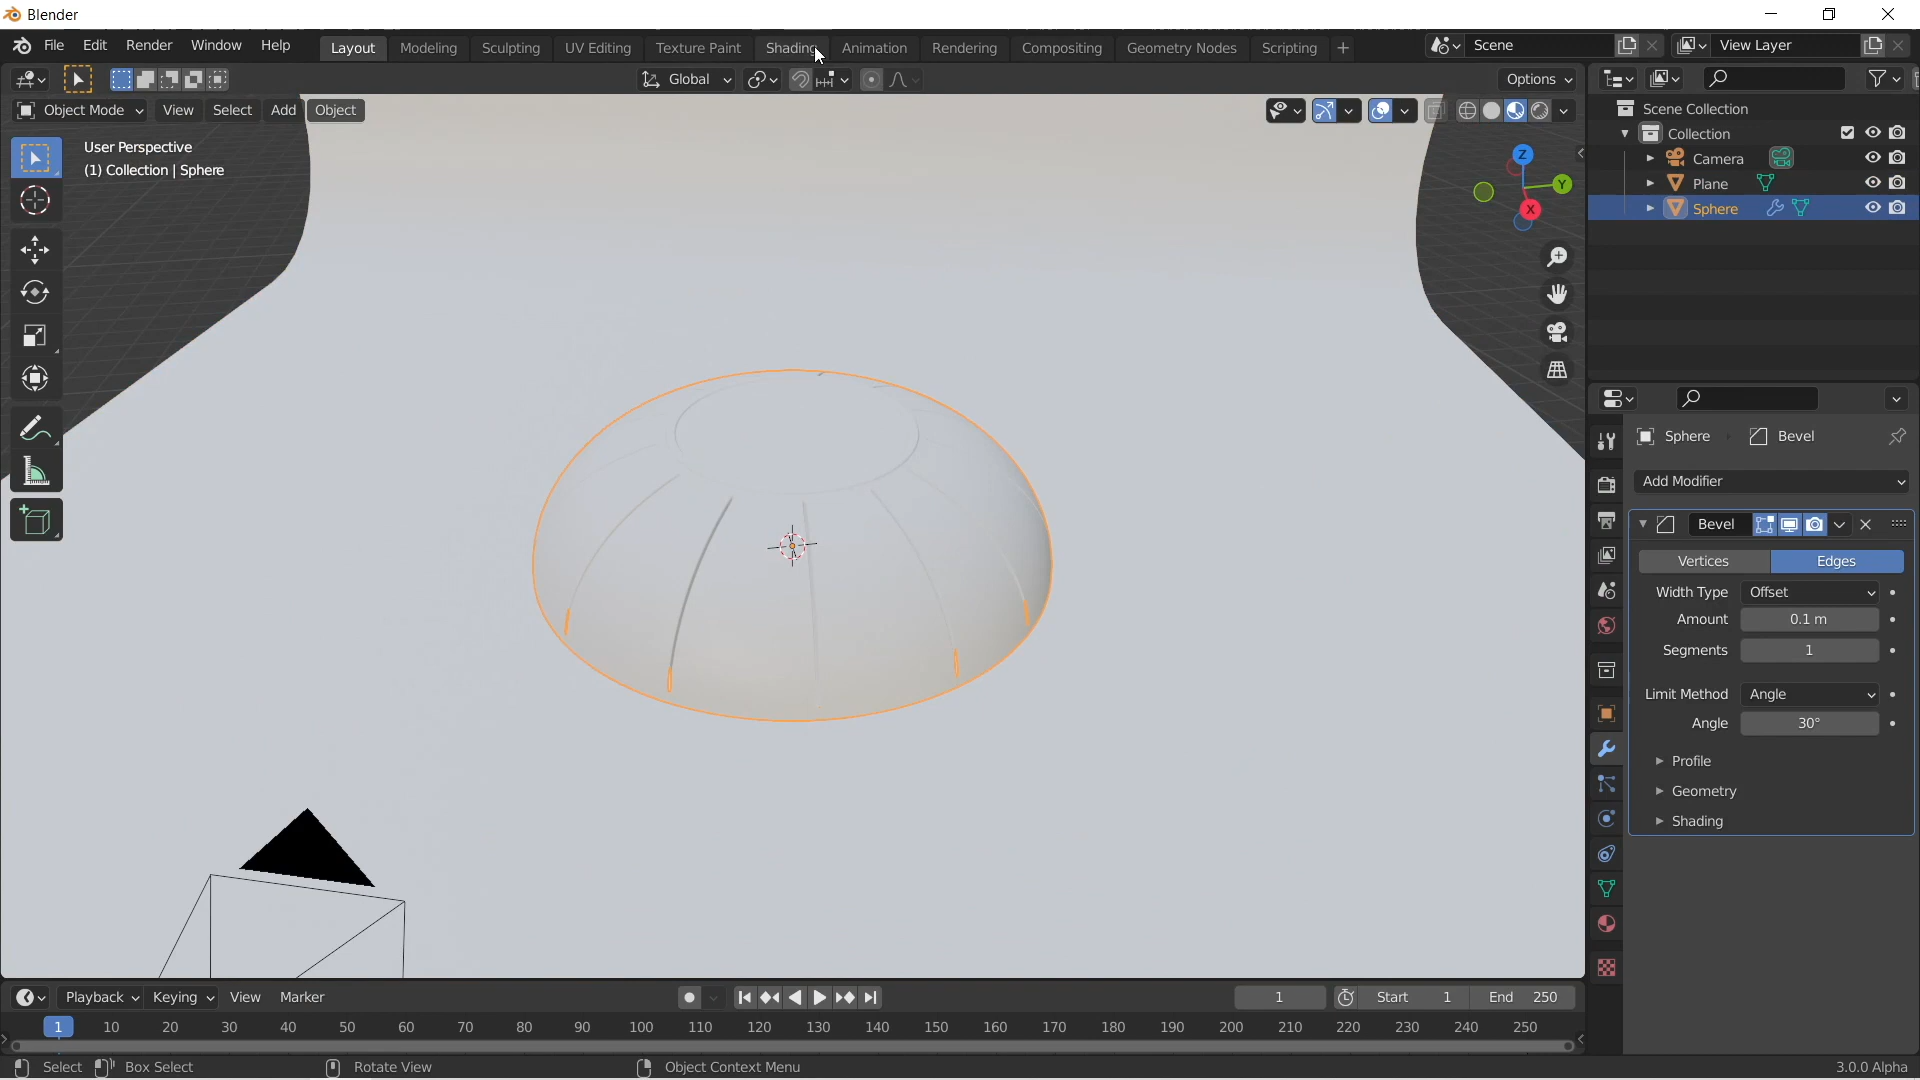 Blender
File Edit Render Window Help Layout Modeling Sculpting UV Editing Texture Paint Shading Animation Rendering Compositing Geometry Nodes Scripting + Scene View Layer
Global Options
Object Mode View Select Add Object
User Perspective
(1) Collection | Sphere
Z
Y
X
Scene Collection
Collection
Camera
Plane
Sphere
Sphere Bevel
Add Modifier
Bevel
Vertices Edges
Width Type Offset
Amount 0.1 m
Segments 1
Limit Method Angle
Angle 30°
Profile
Geometry
Shading
Playback Keying View Marker 1 Start 1 End 250
1 10 20 30 40 50 60 70 80 90 100 110 120 130 140 150 160 170 180 190 200 210 220 230 240 250
Select Box Select Rotate View Object Context Menu 3.0.0 Alpha